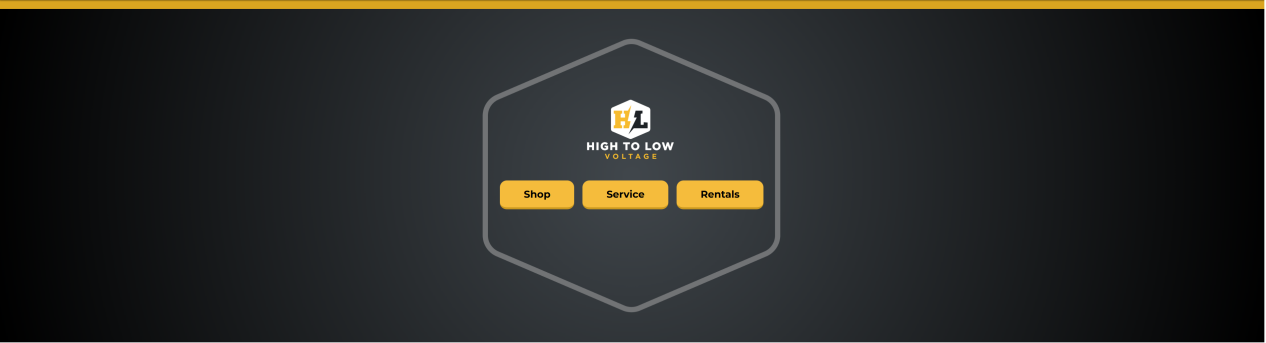 HL
HIGH TO LOW
VOLTAGE
Shop Service Rentals